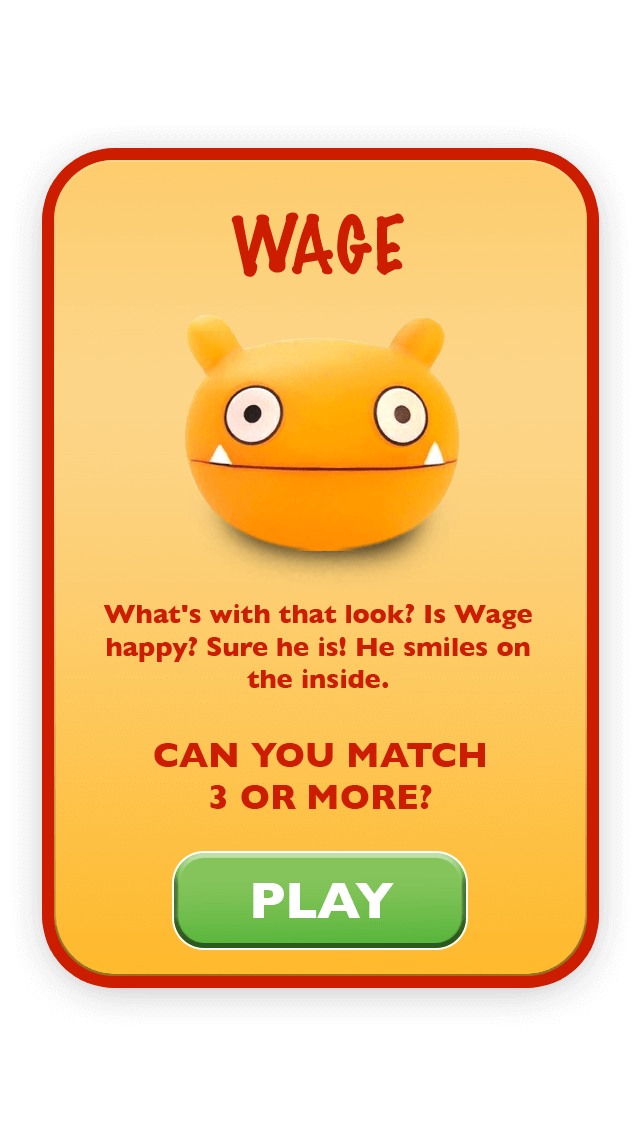 WAGE
What's with that look? Is Wage
happy? Sure he is! He smiles on
the inside.
CAN YOU MATCH
3 OR MORE?
PLAY